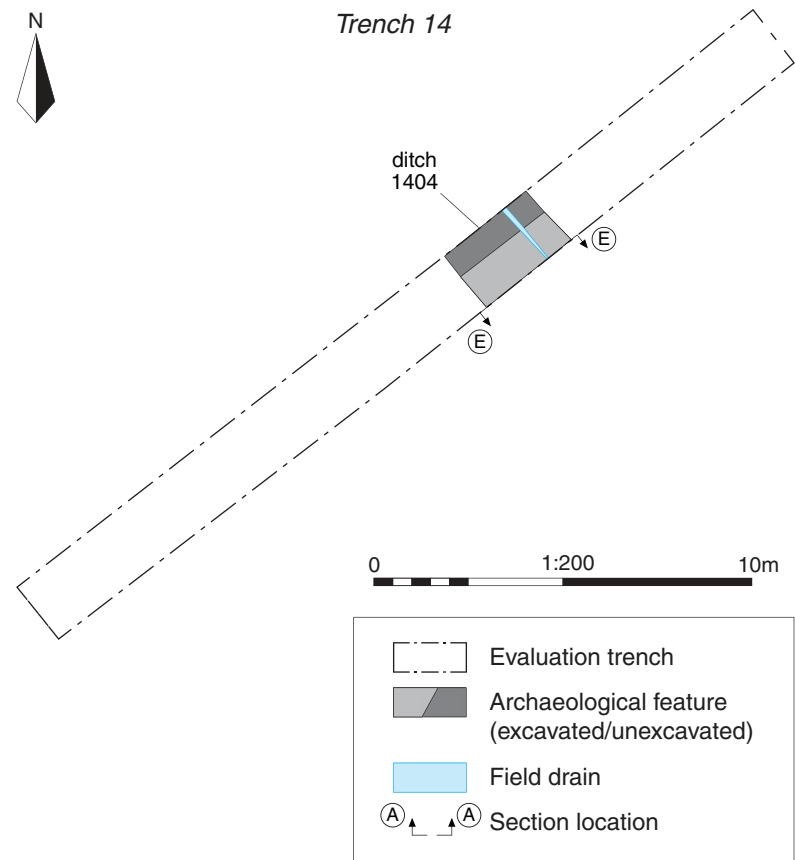 N
Trench 14
ditch
1404
E
E
0 1:200 10m
Evaluation trench
Archaeological feature
(excavated/unexcavated)
Field drain
A A Section location